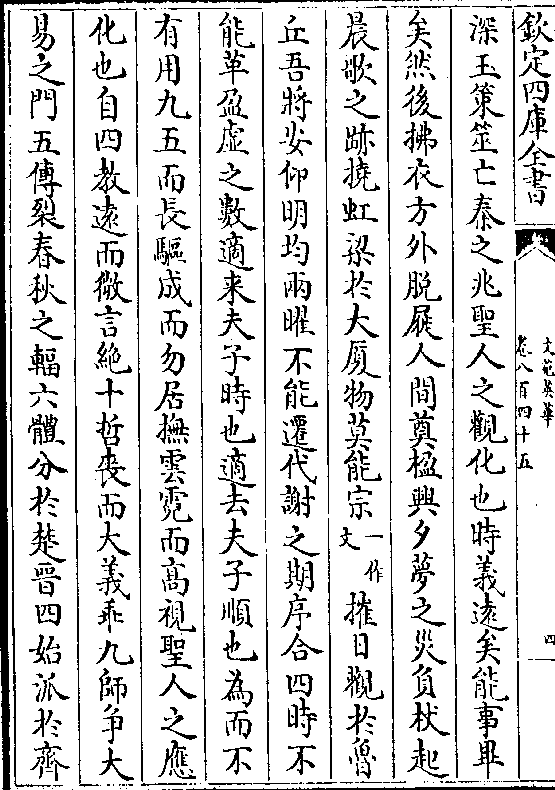 欽定四庫全書
文苑英華
卷八百四十五
四
深玉策筮亡秦之兆聖人之觀化也時義遠矣能事畢
矣然後拂衣方外脫屣人間奠楹興夕夢之災負杖起
晨歌之跡撓虹梁於大厦物莫能宗一作文摧日觀於魯
丘吾將安仰明均兩曜不能遷代謝之期序合四時不
能革盈虛之數適来夫子時也適去夫子順也為而不
有用九五而長驅成而勿居撫雲霓而高視聖人之應
化也自四教遠而微言絶十哲喪而大義乖九師争大
易之門五傳裂春秋之輻六體分於楚晉四始派於齊